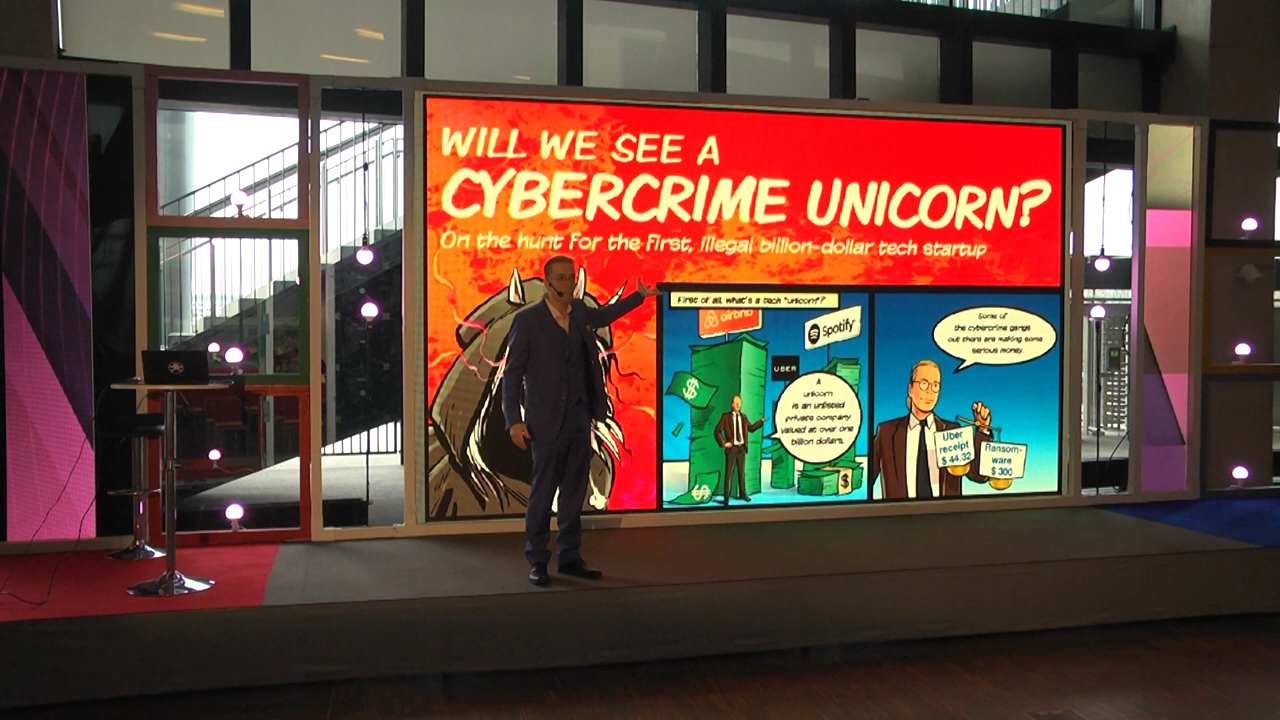 WILL WE SEE A
CYBERCRIME UNICORN?
On the hunt for the first, illegal billion-dollar tech startup
First of all, what's a tech "unicorn"?
airbnb
Spotify
UBER
A
unicorn
is an unlisted
private company
valued at over one
billion dollars.
Some of
the cybercrime gangs
out there are making some
serious money.
Uber
receipt
$ 44.32
Ransom-
ware
$ 300
$
$
$